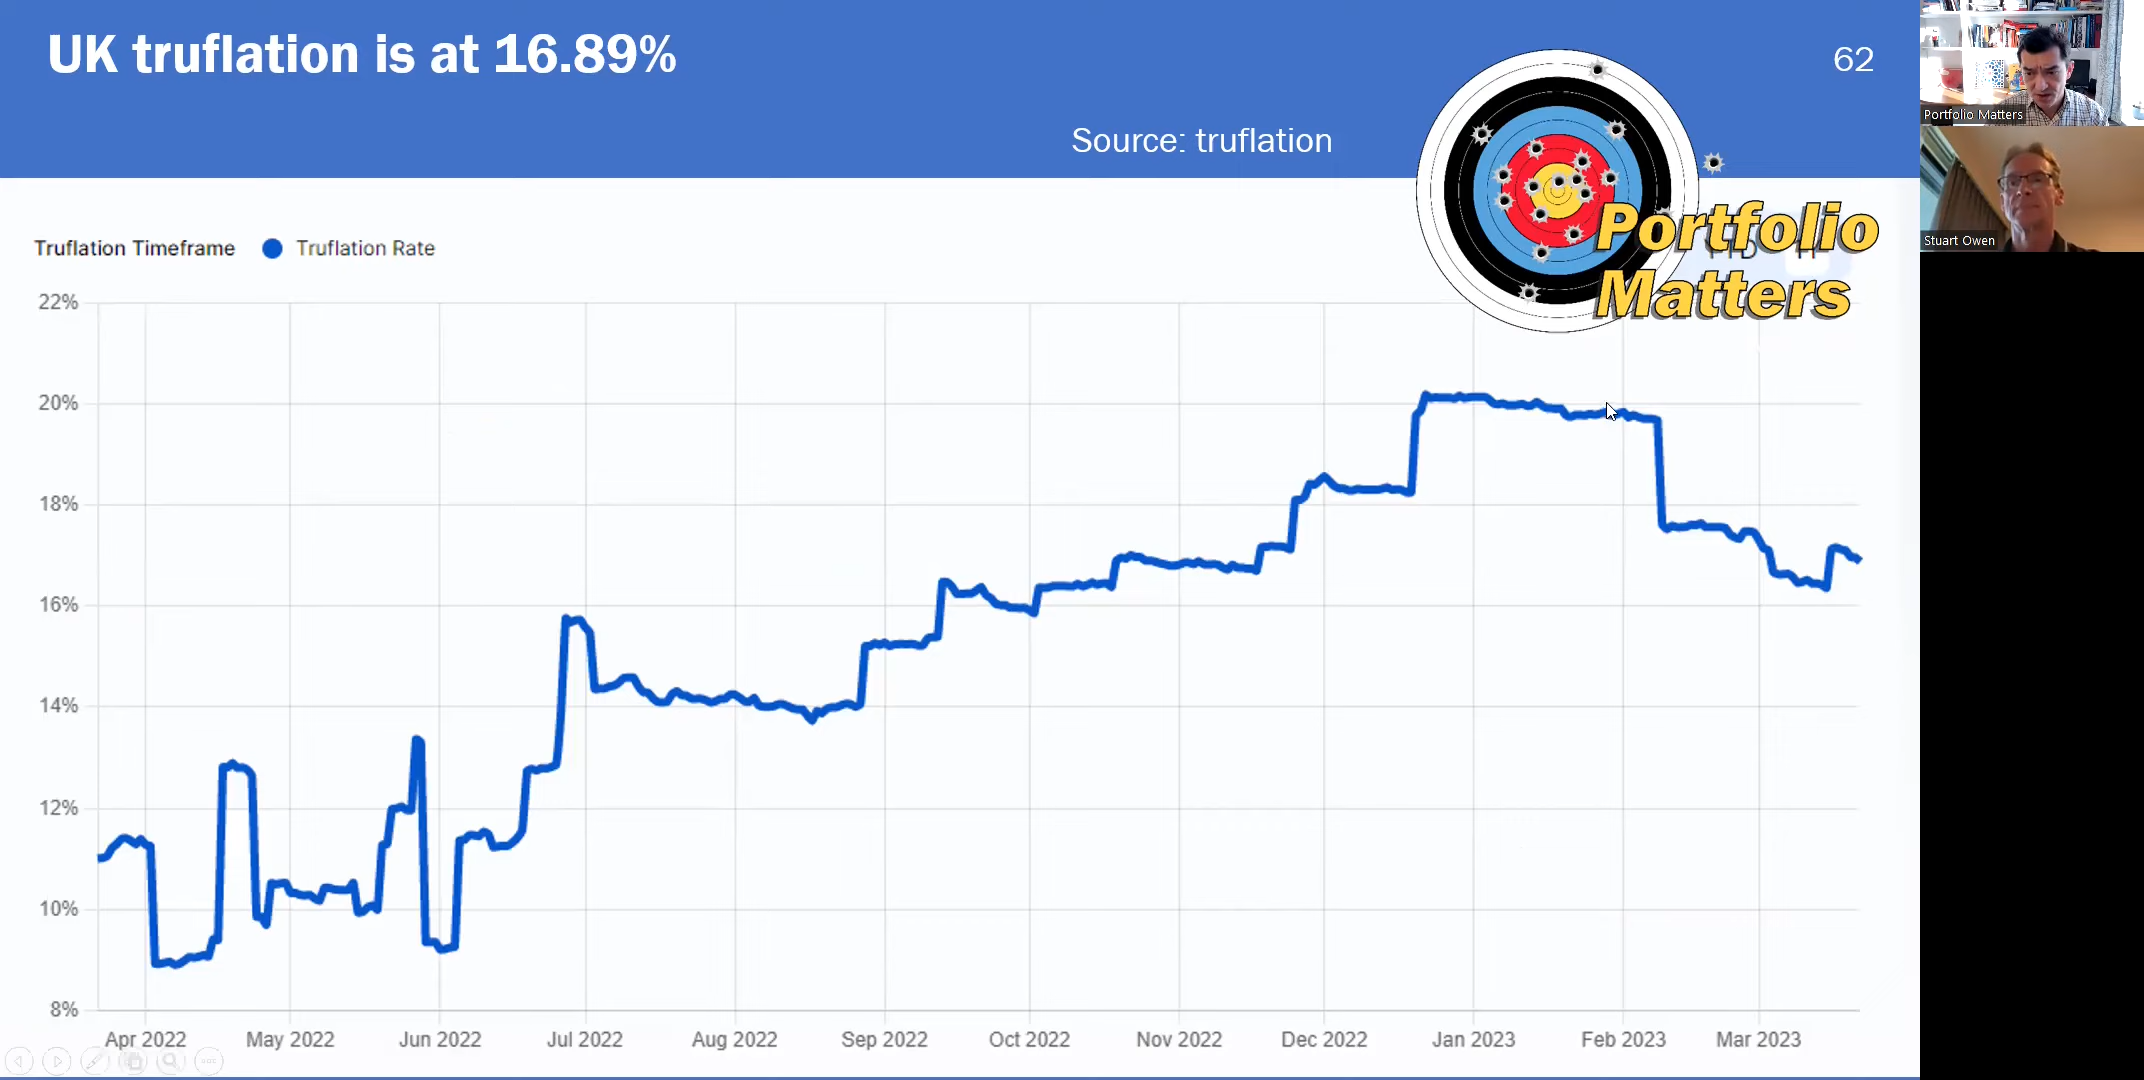 UK truflation is at 16.89%
62
Source: truflation
Portfolio
Matters
Truflation Timeframe
Truflation Rate
22%
20%
18%
16%
14%
12%
10%
8%
Apr 2022
May 2022
Jun 2022
Jul 2022
Aug 2022
Sep 2022
Oct 2022
Nov 2022
Dec 2022
Jan 2023
Feb 2023
Mar 2023
Portfolio Matters
Stuart Owen